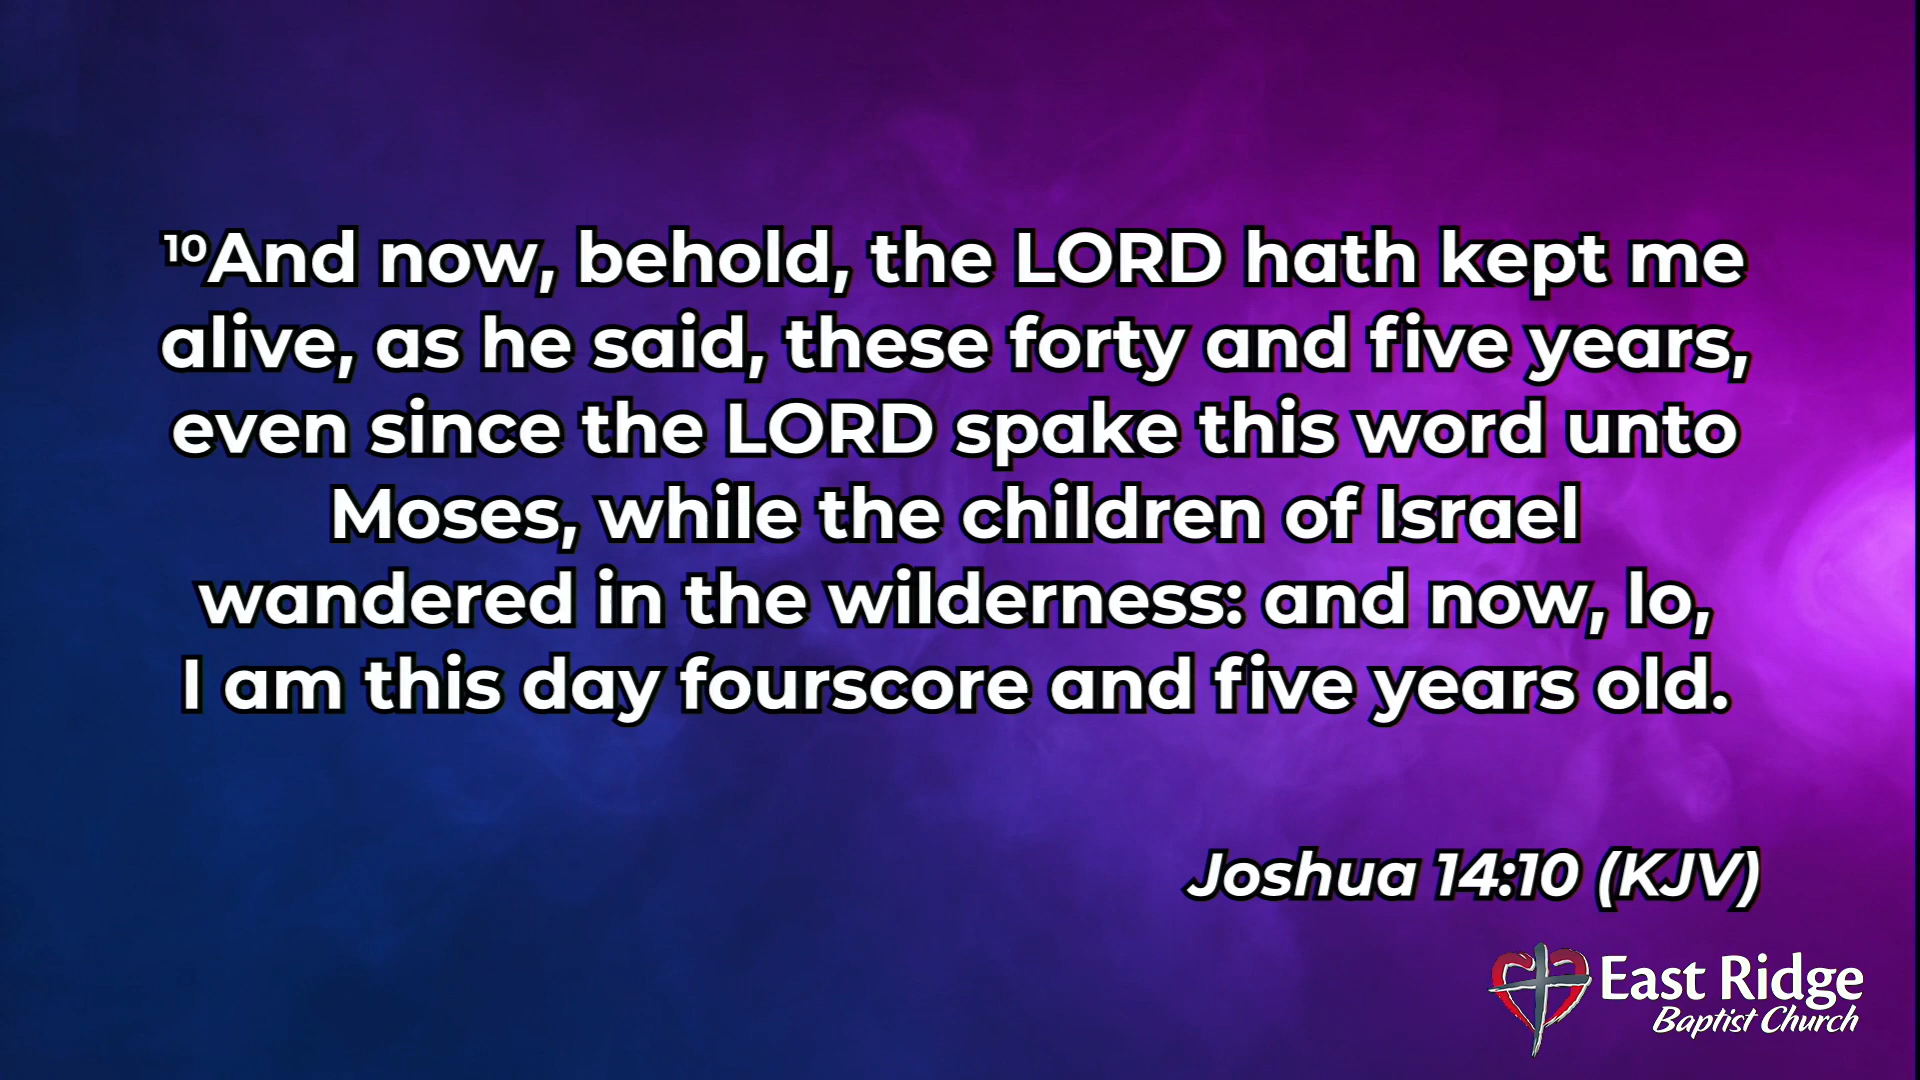 ¹⁰And now, behold, the LORD hath kept me
alive, as he said, these forty and five years,
even since the LORD spake this word unto
Moses, while the children of Israel
wandered in the wilderness: and now, lo,
I am this day fourscore and five years old.
Joshua 14:10 (KJV)
East Ridge
Baptist Church